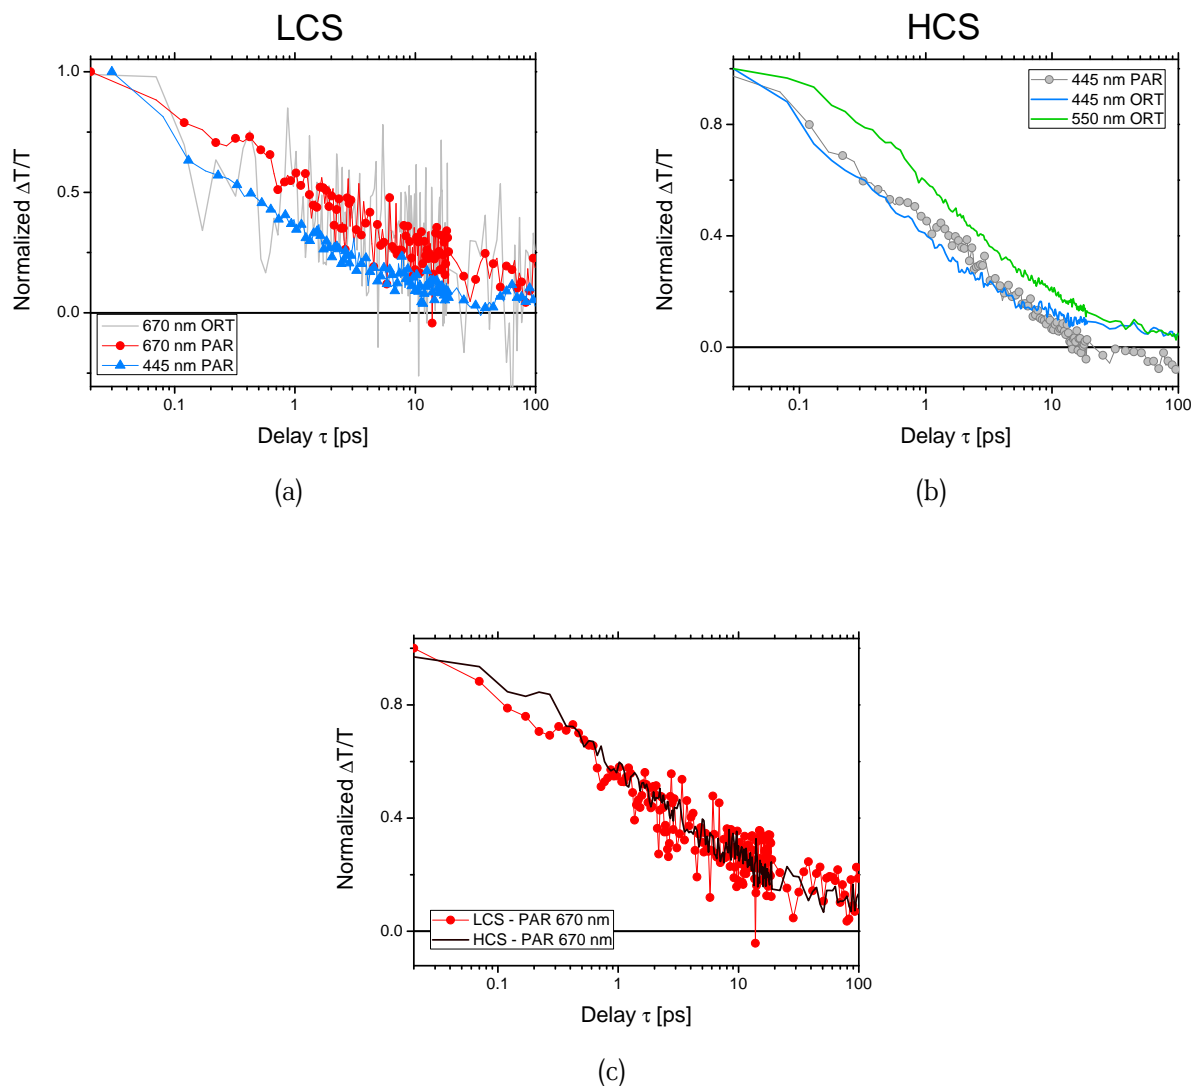 LCS
Normalized ΔT/T
1.0
0.5
0.0
670 nm ORT
670 nm PAR
445 nm PAR
0.1 1 10 100
Delay τ [ps]
(a)
HCS
Normalized ΔT/T
0.8
0.4
0.0
445 nm PAR
445 nm ORT
550 nm ORT
0.1 1 10 100
Delay τ [ps]
(b)
Normalized ΔT/T
0.8
0.4
0.0
LCS - PAR 670 nm
HCS - PAR 670 nm
0.1 1 10 100
Delay τ [ps]
(c)